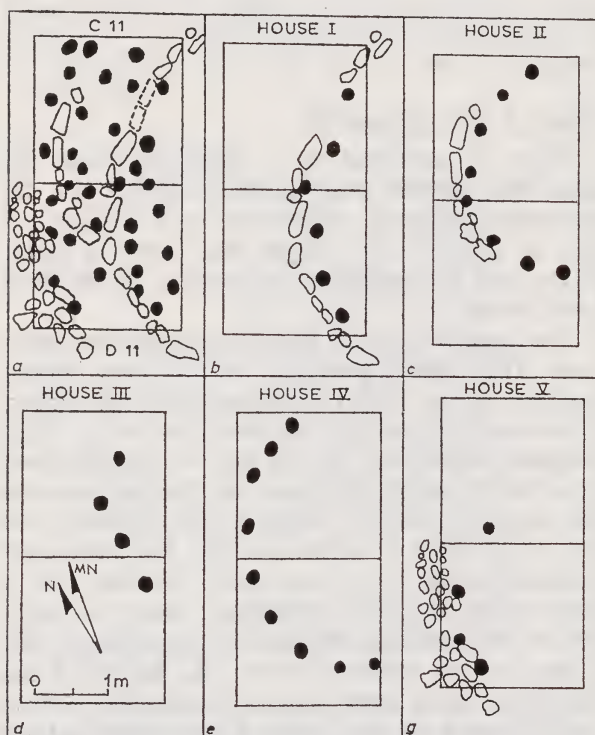 C 11
D 11
a
HOUSE I
b
HOUSE II
c
HOUSE III
N
MN
0 1m
d
HOUSE IV
e
HOUSE V
g